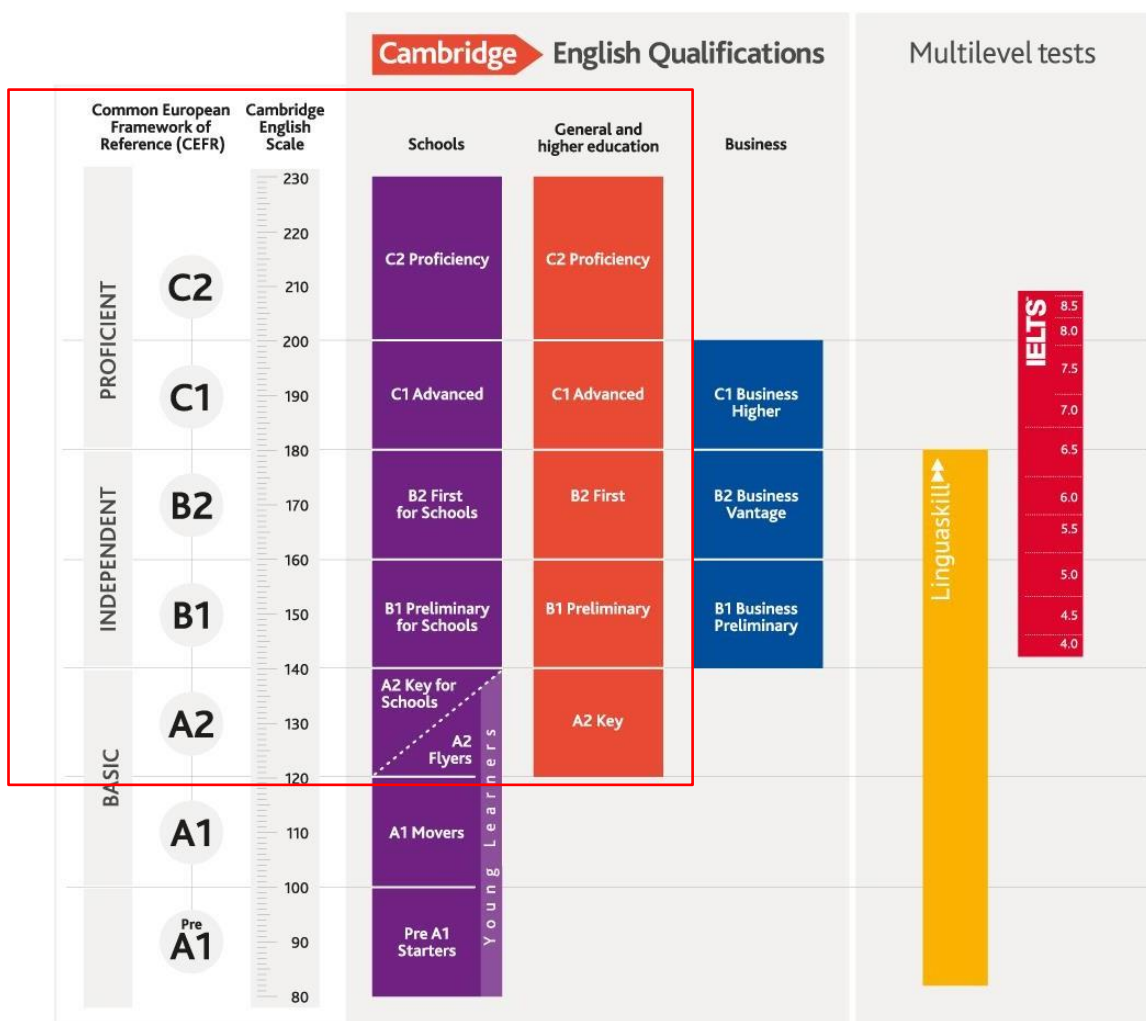 Cambridge English Qualifications
Multilevel tests
Common European
Framework of
Reference (CEFR)
Cambridge
English
Scale
Schools
General and
higher education
Business
PROFICIENT
INDEPENDENT
BASIC
C2
C1
B2
B1
A2
A1
Pre
A1
230
220
210
200
190
180
170
160
150
140
130
120
110
100
90
80
C2 Proficiency
C1 Advanced
B2 First
for Schools
B1 Preliminary
for Schools
A2 Key for
Schools
A2
Flyers
A1 Movers
Pre A1
Starters
Young Learners
C2 Proficiency
C1 Advanced
B2 First
B1 Preliminary
A2 Key
C1 Business
Higher
B2 Business
Vantage
B1 Business
Preliminary
Linguaskill
IELTS™
8.5
8.0
7.5
7.0
6.5
6.0
5.5
5.0
4.5
4.0